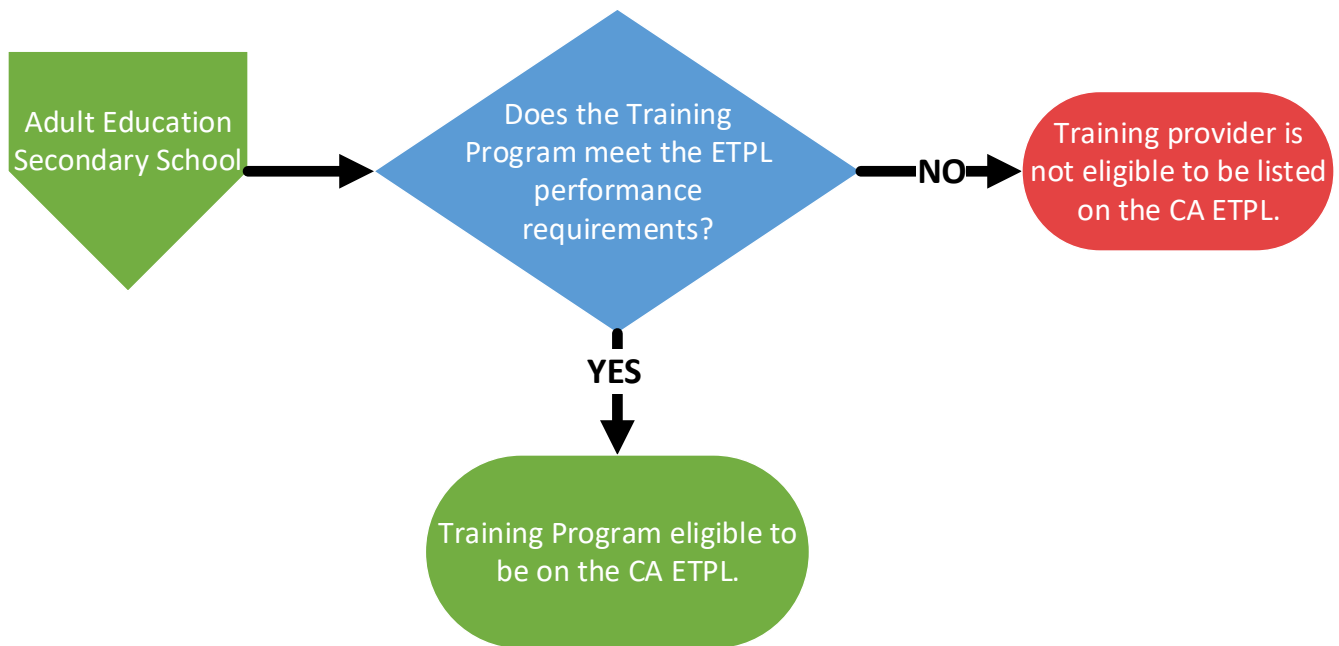 Adult Education
Secondary School
Does the Training
Program meet the ETPL
performance
requirements?
NO
Training provider is
not eligible to be listed
on the CA ETPL.
YES
Training Program eligible to
be on the CA ETPL.